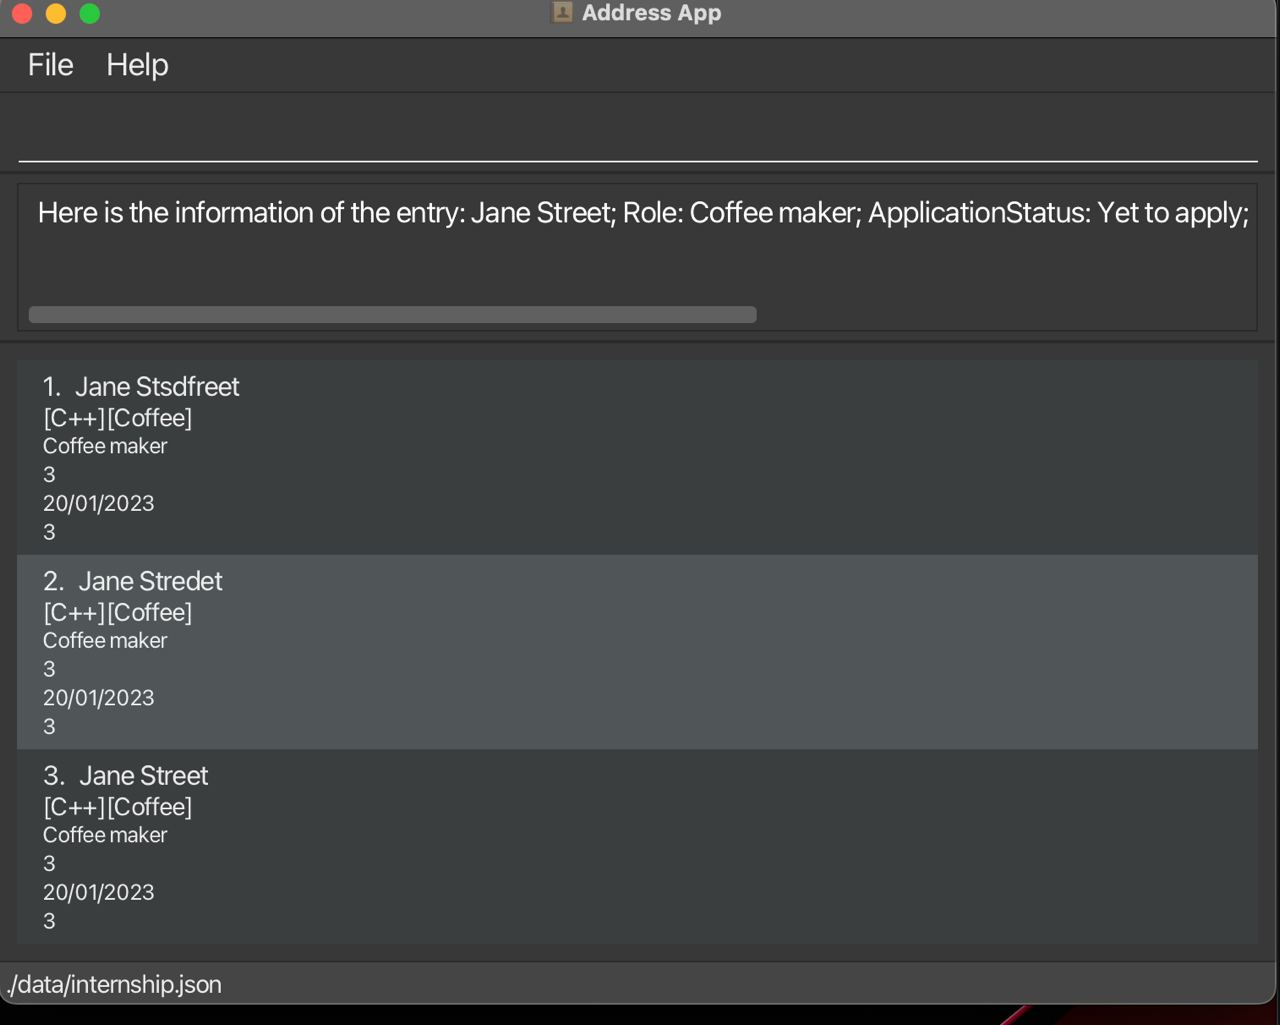 Address App
File Help
Here is the information of the entry: Jane Street; Role: Coffee maker; ApplicationStatus: Yet to apply;
1. Jane Stsdfreet
[C++][Coffee]
Coffee maker
3
20/01/2023
3
2. Jane Stredet
[C++][Coffee]
Coffee maker
3
20/01/2023
3
3. Jane Street
[C++][Coffee]
Coffee maker
3
20/01/2023
3
./data/internship.json